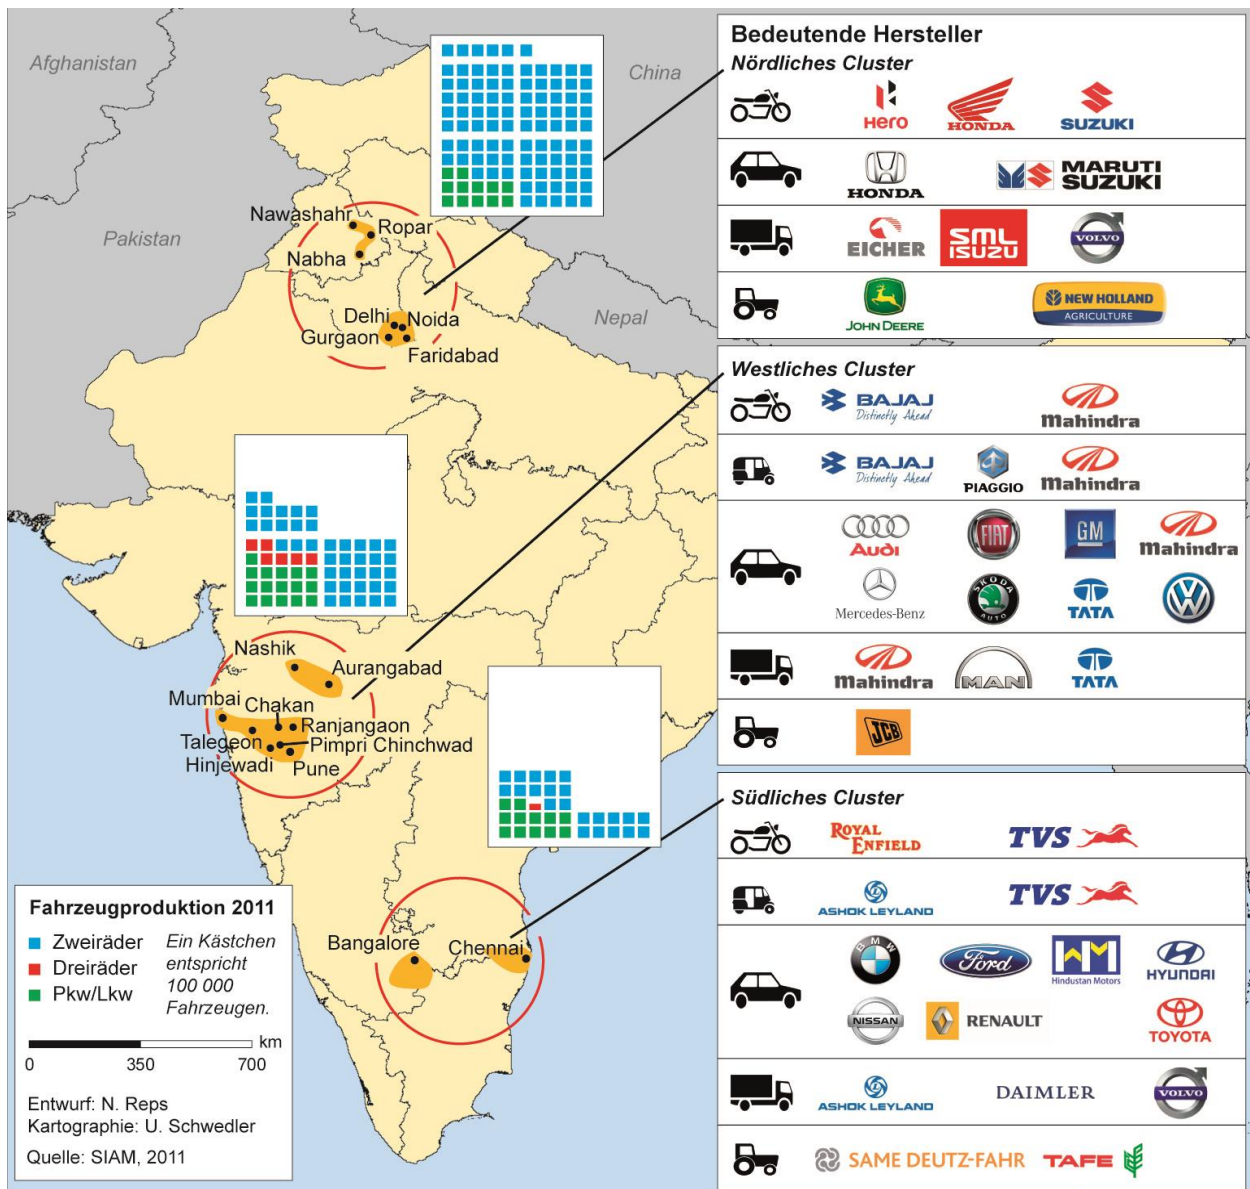 Afghanistan
China
Pakistan
Nepal
Nawashahr
Ropar
Nabha
Delhi
Noida
Gurgaon
Faridabad
Nashik
Aurangabad
Mumbai
Chakan
Ranjangaon
Talegeon
Pimpri Chinchwad
Hinjewadi
Pune
Bangalore
Chennai
Fahrzeugproduktion 2011
Zweiräder
Dreiräder
Pkw/Lkw
Ein Kästchen
entspricht
100 000
Fahrzeugen.
km
0 350 700
Entwurf: N. Reps
Kartographie: U. Schwedler
Quelle: SIAM, 2011
Bedeutende Hersteller
Nördliches Cluster
Hero HONDA SUZUKI
HONDA MARUTI
SUZUKI
EICHER SML
ISUZU VOLVO
JOHN DEERE NEW HOLLAND
AGRICULTURE
Westliches Cluster
BAJAJ
Distinctly Ahead
Mahindra
BAJAJ
Distinctly Ahead
PIAGGIO Mahindra
Audi FIAT GM Mahindra
Mercedes-Benz SKODA
AUTO TATA VW
Mahindra MAN TATA
JCB
Südliches Cluster
ROYAL
ENFIELD TVS
ASHOK LEYLAND TVS
BMW Ford HM
Hindustan Motors HYUNDAI
NISSAN RENAULT TOYOTA
ASHOK LEYLAND DAIMLER VOLVO
SAME DEUTZ-FAHR TAFE